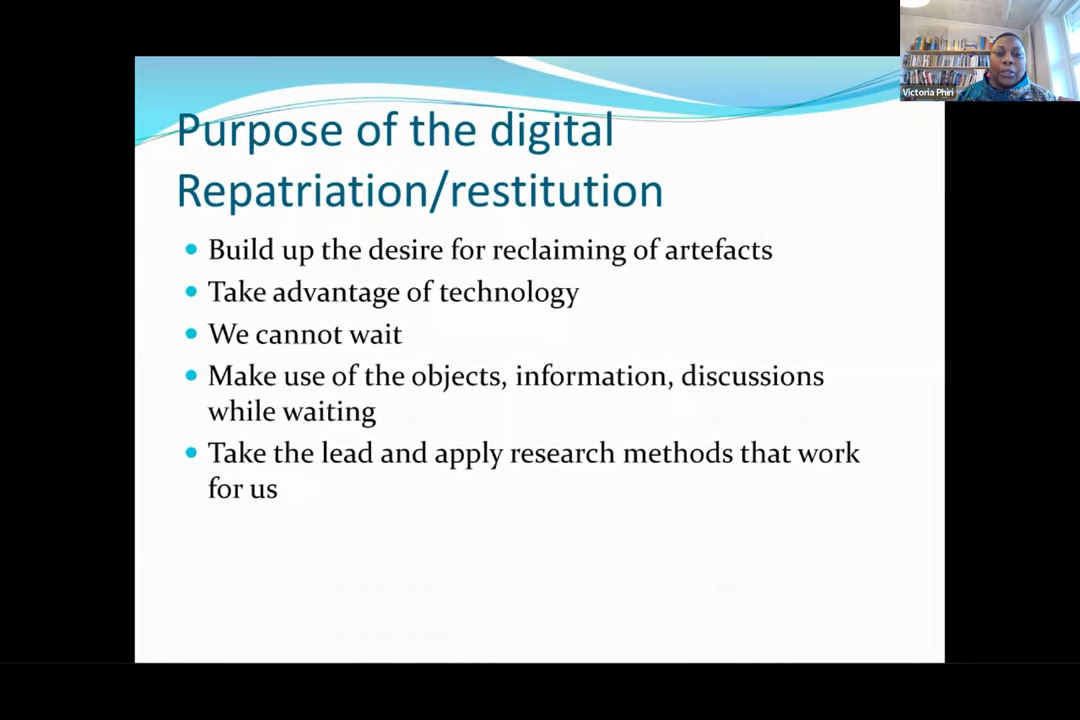 Victoria Phiri
Purpose of the digital
Repatriation/restitution
Build up the desire for reclaiming of artefacts
Take advantage of technology
We cannot wait
Make use of the objects, information, discussions
while waiting
Take the lead and apply research methods that work
for us